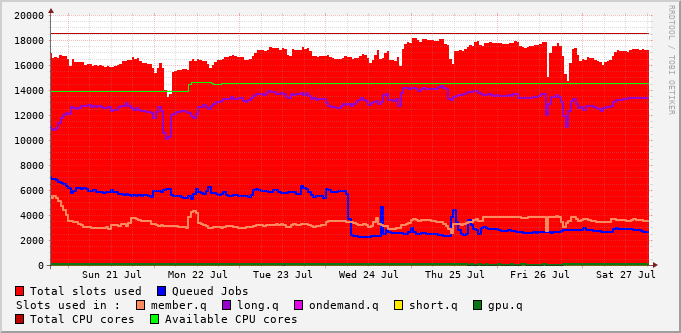 RRDTOOL / TOBI OETIKER
20000
18000
16000
14000
12000
10000
8000
6000
4000
2000
0
Sun 21 Jul Mon 22 Jul Tue 23 Jul Wed 24 Jul Thu 25 Jul Fri 26 Jul Sat 27 Jul
Total slots used Queued Jobs
Slots used in : member.q long.q ondemand.q short.q gpu.q
Total CPU cores Available CPU cores